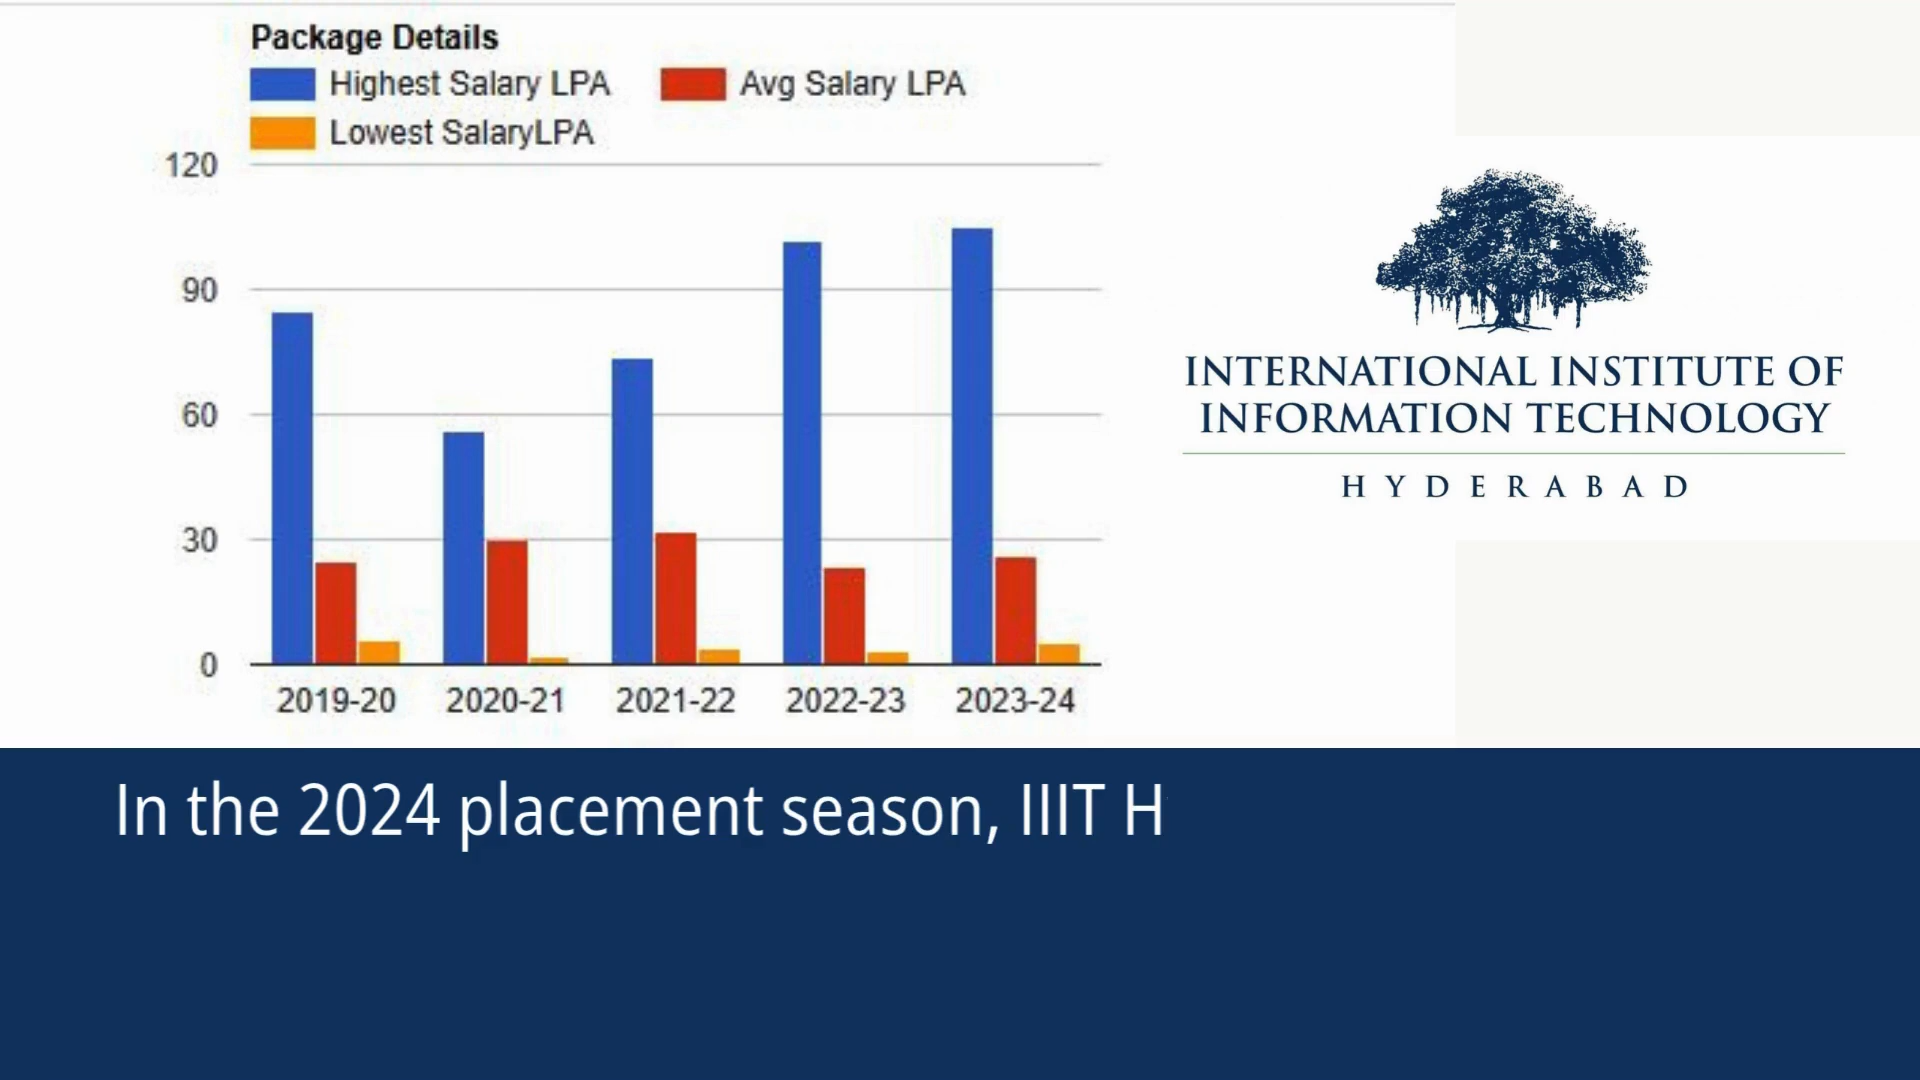 Package Details
Highest Salary LPA
Avg Salary LPA
Lowest SalaryLPA
120
90
60
30
0
2019-20
2020-21
2021-22
2022-23
2023-24
INTERNATIONAL INSTITUTE OF
INFORMATION TECHNOLOGY
HYDERABAD
In the 2024 placement season, IIIT H